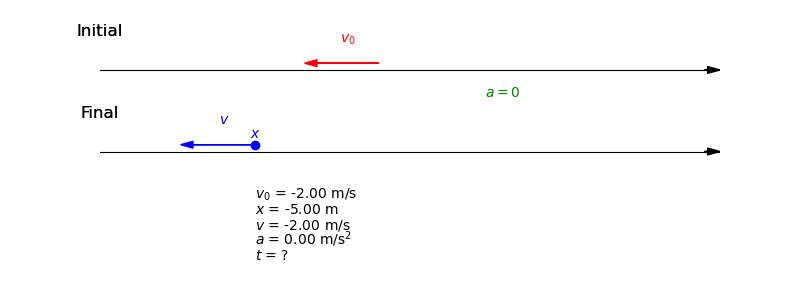 Initial
v₀
a = 0
Final
v
x
v₀ = -2.00 m/s
x = -5.00 m
v = -2.00 m/s
a = 0.00 m/s²
t = ?